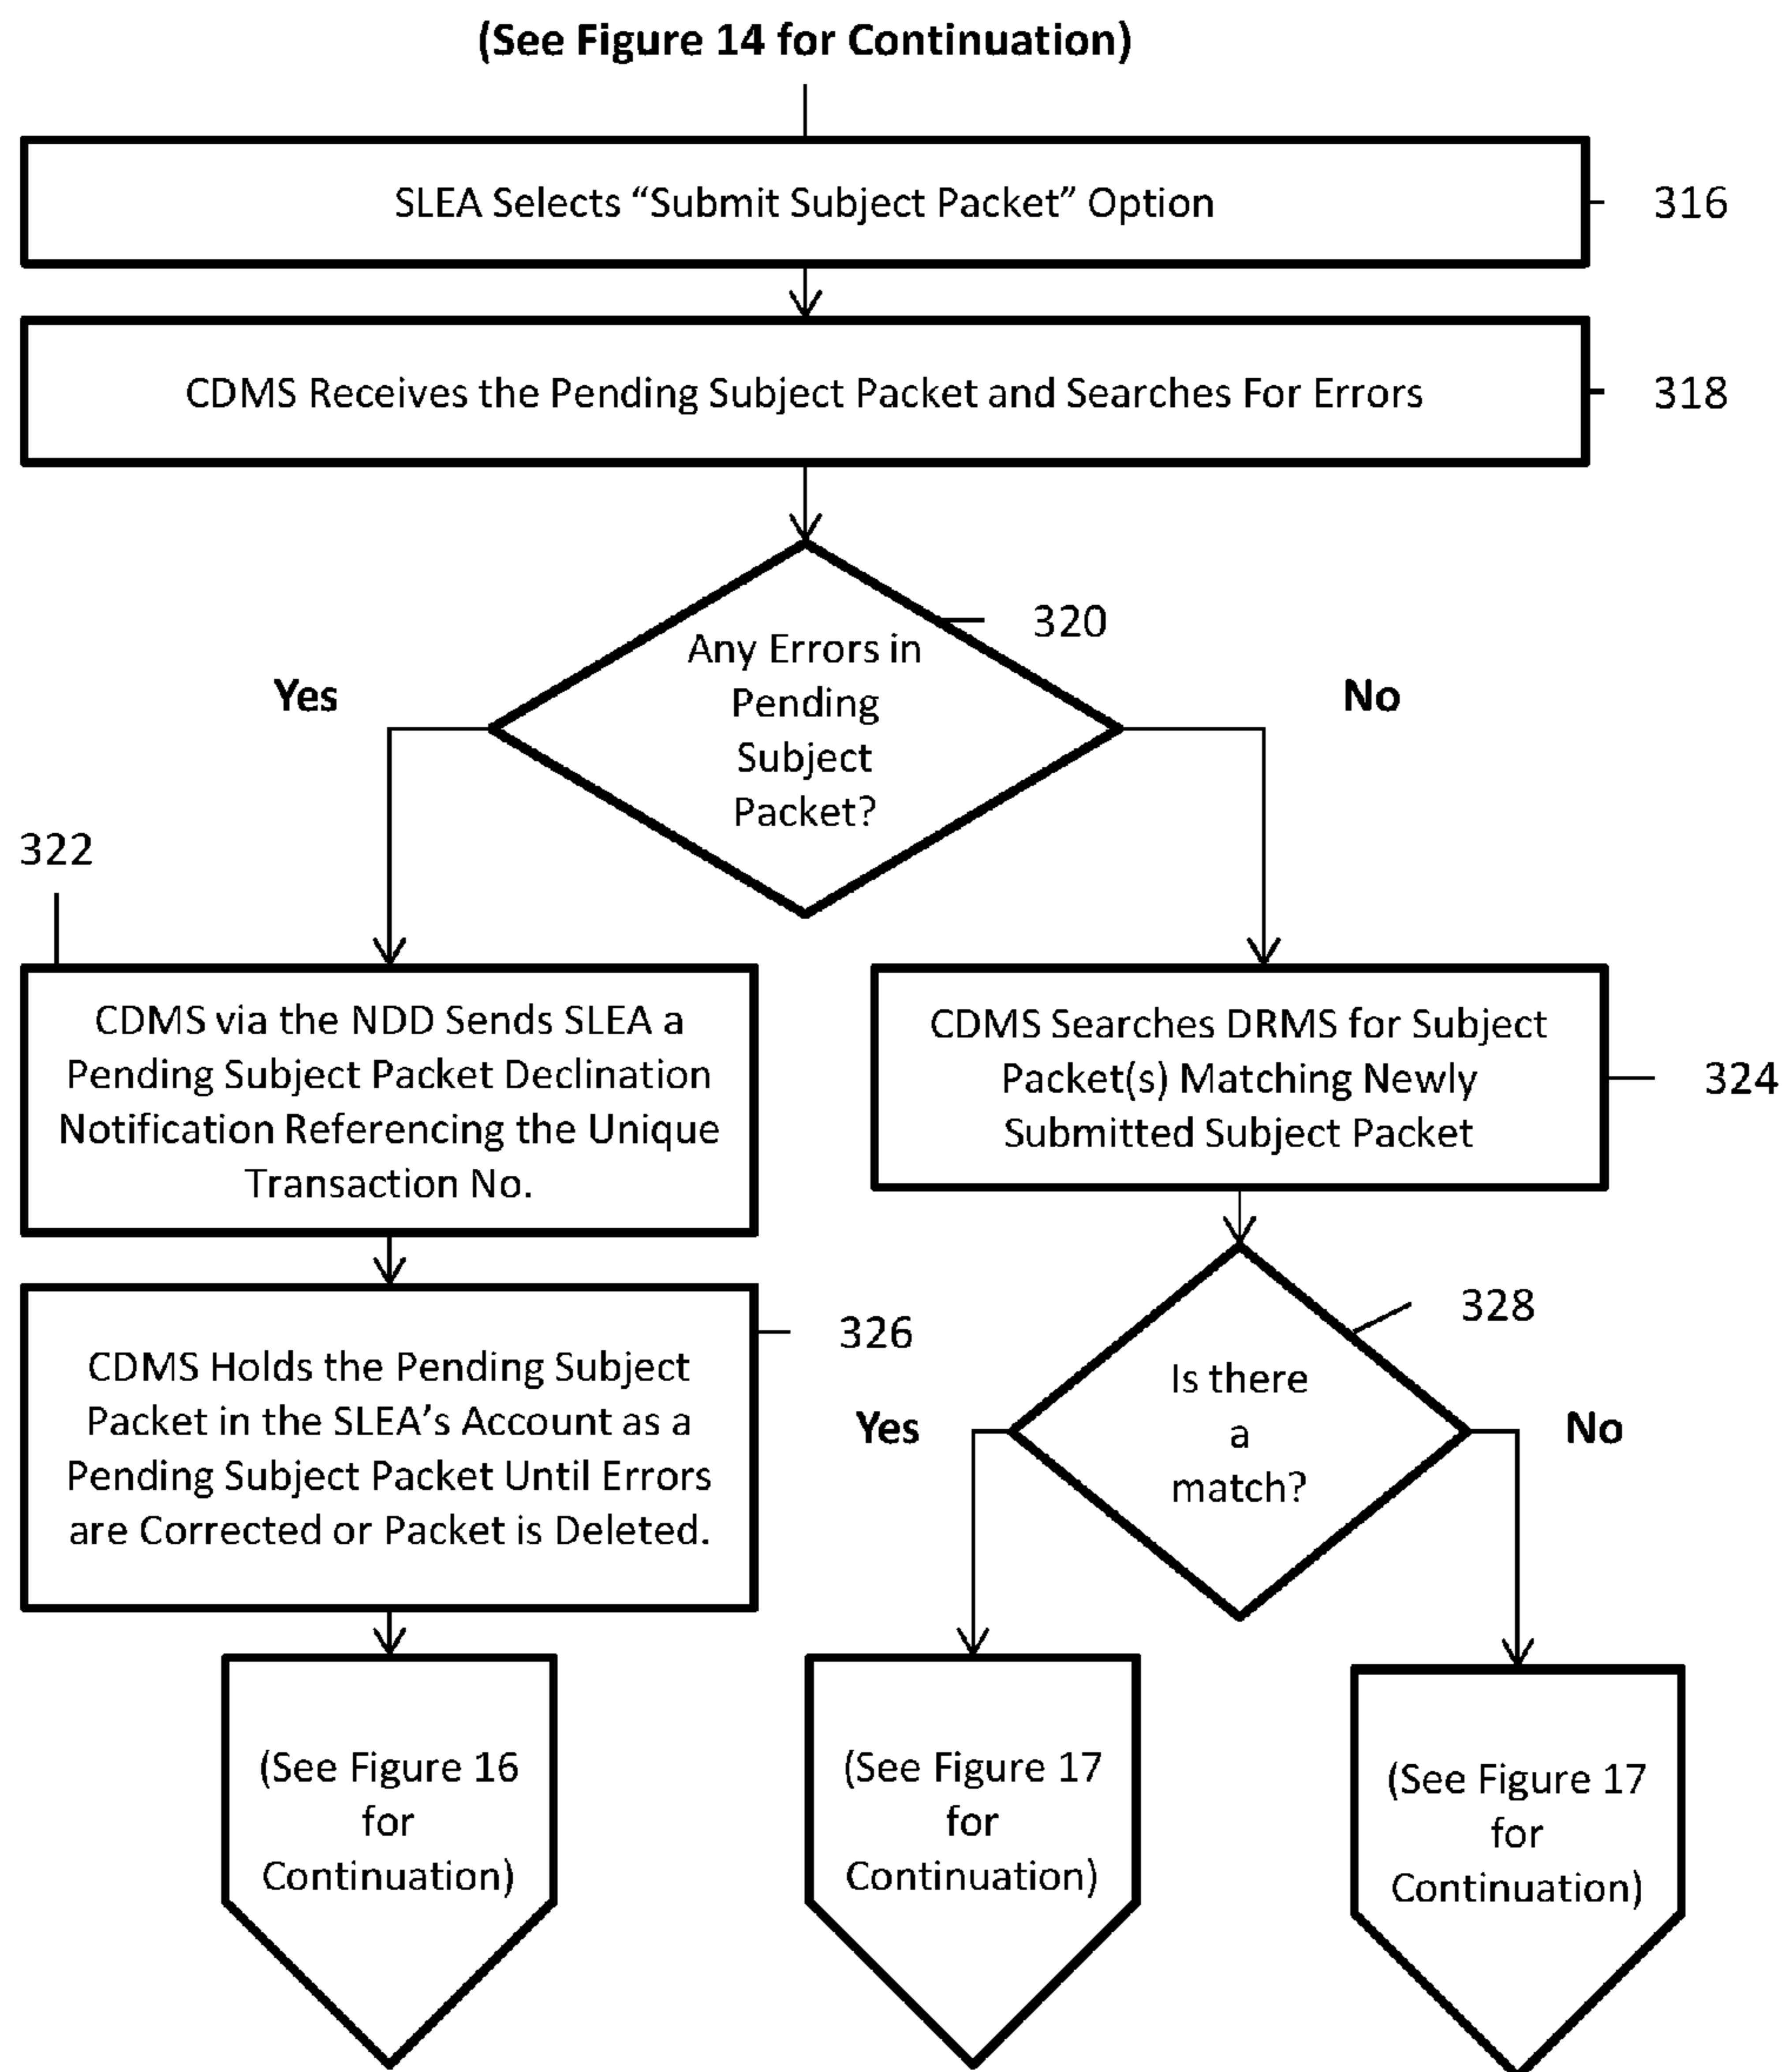 (See Figure 14 for Continuation)
SLEA Selects “Submit Subject Packet” Option
316
CDMS Receives the Pending Subject Packet and Searches For Errors
318
320
Any Errors in
Pending
Subject
Packet?
Yes
No
322
CDMS via the NDD Sends SLEA a
Pending Subject Packet Declination
Notification Referencing the Unique
Transaction No.
CDMS Searches DRMS for Subject
Packet(s) Matching Newly
Submitted Subject Packet
324
CDMS Holds the Pending Subject
Packet in the SLEA’s Account as a
Pending Subject Packet Until Errors
are Corrected or Packet is Deleted.
326
328
Is there
a
match?
Yes
No
(See Figure 16
for
Continuation)
(See Figure 17
for
Continuation)
(See Figure 17
for
Continuation)